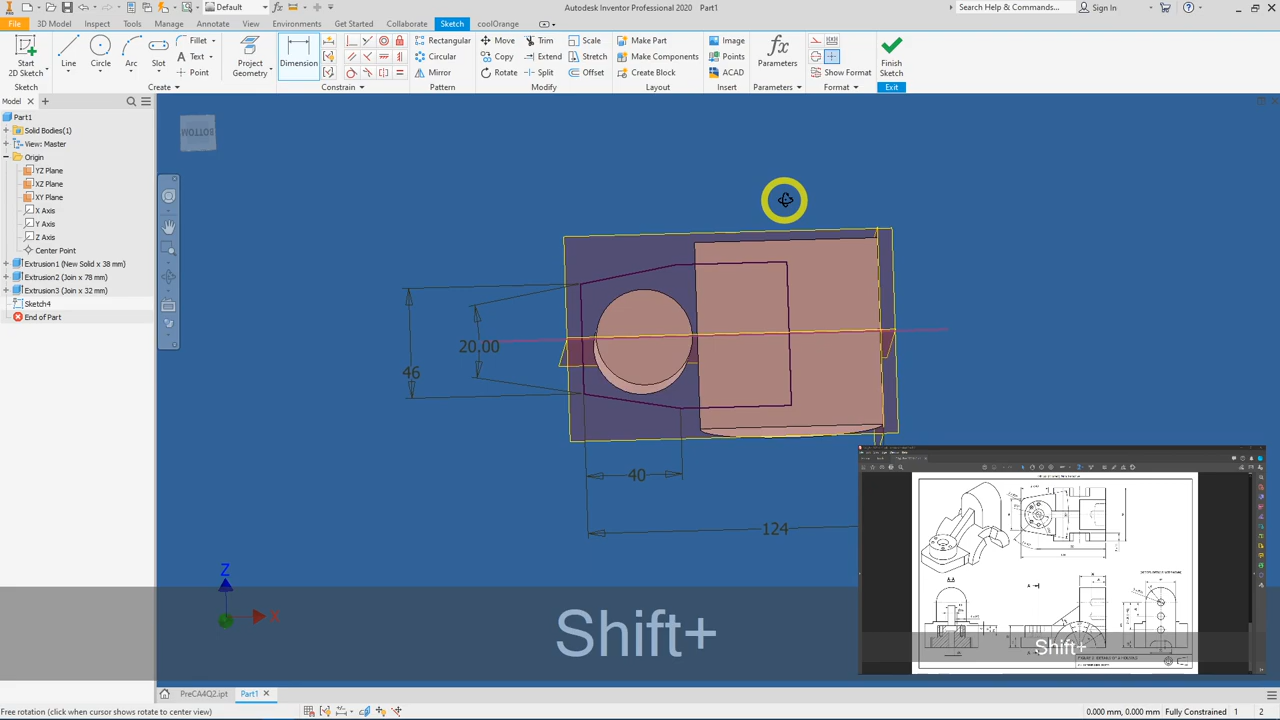 Default
Autodesk Inventor Professional 2020 Part1
Search Help & Commands...
Sign In
File
3D Model
Sketch
Inspect
Tools
Manage
Annotate
View
Environments
Get Started
Collaborate
Sketch
coolOrange
Start
2D Sketch
Line
Circle
Arc
Slot
Fillet
Text
Point
Project
Geometry
Dimension
Rectangular
Circular
Mirror
Move
Copy
Rotate
Trim
Extend
Split
Scale
Stretch
Offset
Make Part
Make Components
Create Block
Image
Points
ACAD
Parameters
Show Format
Finish
Sketch
Sketch
Create
Constrain
Pattern
Modify
Layout
Insert
Parameters
Format
Exit
Model
Part1
Solid Bodies(1)
View: Master
Origin
YZ Plane
XZ Plane
XY Plane
X Axis
Y Axis
Z Axis
Center Point
Extrusion1 (New Solid x 38 mm)
Extrusion2 (Join x 78 mm)
Extrusion3 (Join x 32 mm)
Sketch4
End of Part
BOTTOM
20,00
46
40
124
Z
X
Shift+
Shift+
PreCA4Q2.ipt
Part1
Free rotation (click when cursor shows rotate to center view)
0.000 mm, 0.000 mm
Fully Constrained
1
2